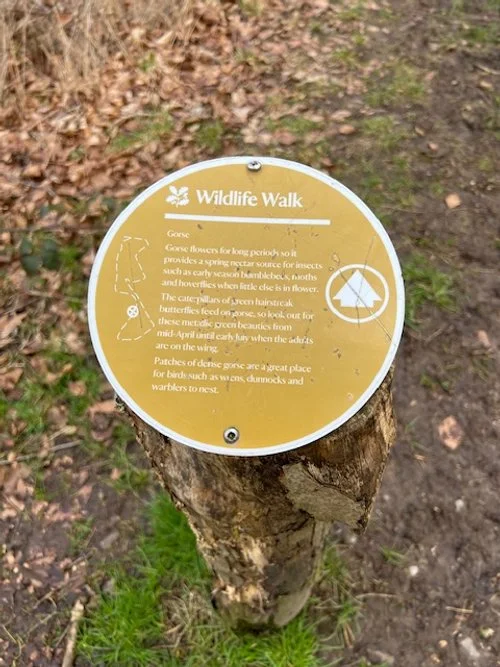 Wildlife Walk
Gorse
Gorse flowers for long periods so it
provides a spring nectar source for insects
such as early season bumblebees, moths
and hoverflies when little else is in flower.
The caterpillars of green hairstreak
butterflies feed on gorse, so look out for
these metallic green beauties from
mid-April until early July when the adults
are on the wing.
Patches of dense gorse are a great place
for birds such as wrens, dunnocks and
warblers to nest.